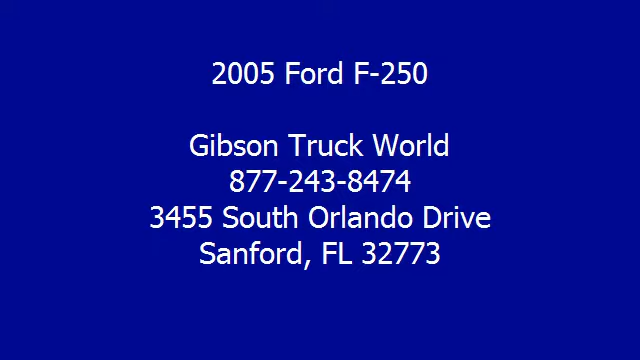 2005 Ford F-250
Gibson Truck World
877-243-8474
3455 South Orlando Drive
Sanford, FL 32773